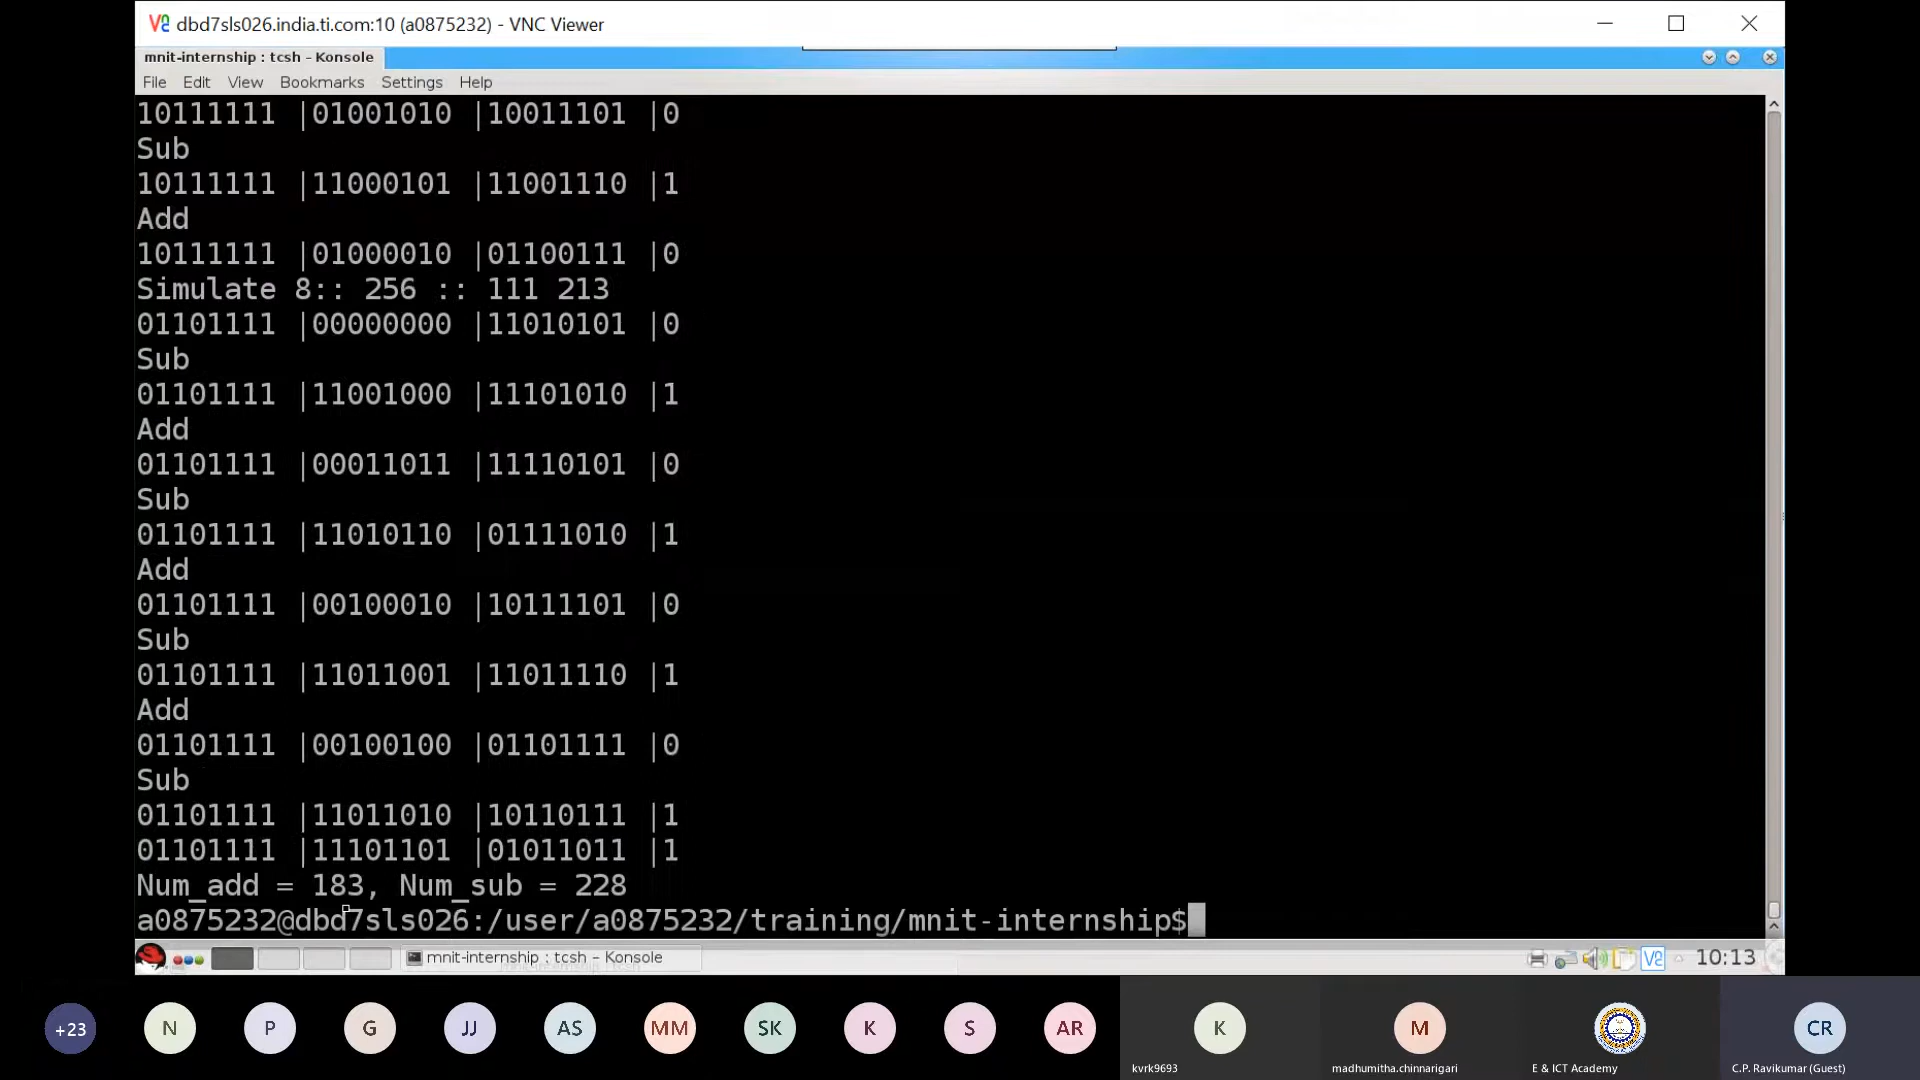 dbd7sls026.india.ti.com:10 (a0875232) - VNC Viewer
mnit-internship : tcsh – Konsole
File Edit View Bookmarks Settings Help
10111111 |01001010 |10011101 |0
Sub
10111111 |11000101 |11001110 |1
Add
10111111 |01000010 |01100111 |0
Simulate 8:: 256 :: 111 213
01101111 |00000000 |11010101 |0
Sub
01101111 |11001000 |11101010 |1
Add
01101111 |00011011 |11110101 |0
Sub
01101111 |11010110 |01111010 |1
Add
01101111 |00100010 |10111101 |0
Sub
01101111 |11011001 |11011110 |1
Add
01101111 |00100100 |01101111 |0
Sub
01101111 |11011010 |10110111 |1
01101111 |11101101 |01011011 |1
Num_add = 183, Num_sub = 228
a0875232@dbd7sls026:/user/a0875232/training/mnit-internship$
mnit-internship : tcsh – Konsole
10:13
+23 N P G JJ AS MM SK K S AR K M CR
kvrk9693 madhumitha.chinnarigari E & ICT Academy C.P. Ravikumar (Guest)